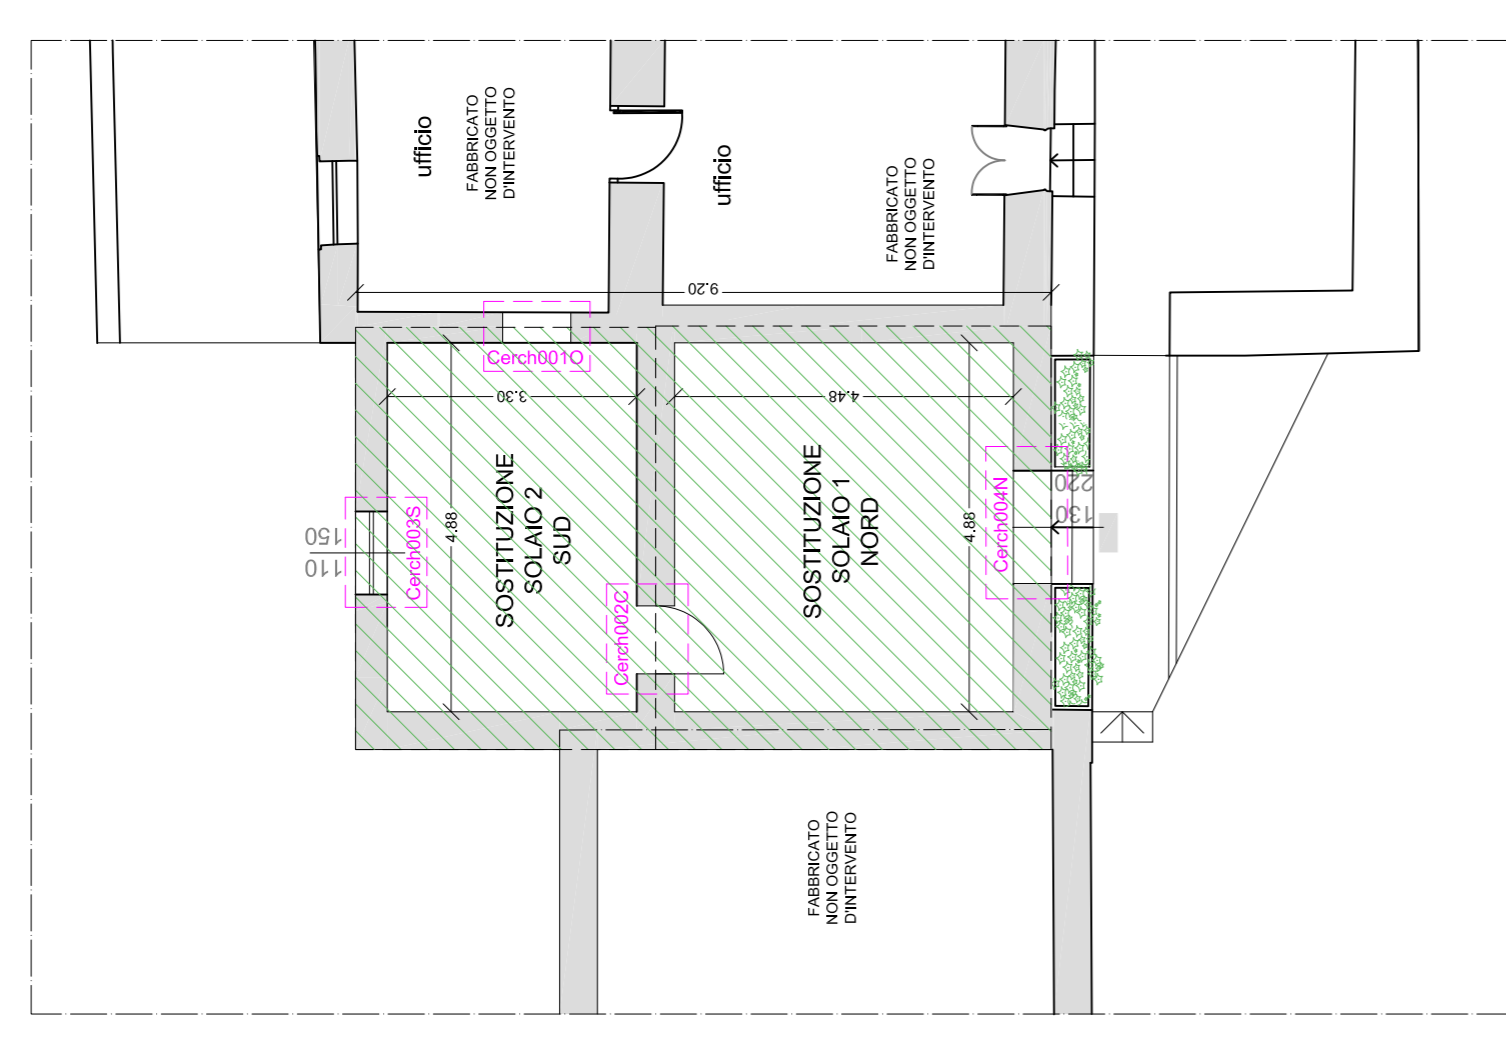 ufficio
FABBRICATO
NON OGGETTO
D'INTERVENTO
ufficio
FABBRICATO
NON OGGETTO
D'INTERVENTO
9.20
Cerch001O
3.30
4.48
SOSTITUZIONE
SOLAIO 2
SUD
4.88
SOSTITUZIONE
SOLAIO 1
NORD
4.88
Cerch003S
150
110
Cerch002C
Cerch004N
220
130
FABBRICATO
NON OGGETTO
D'INTERVENTO